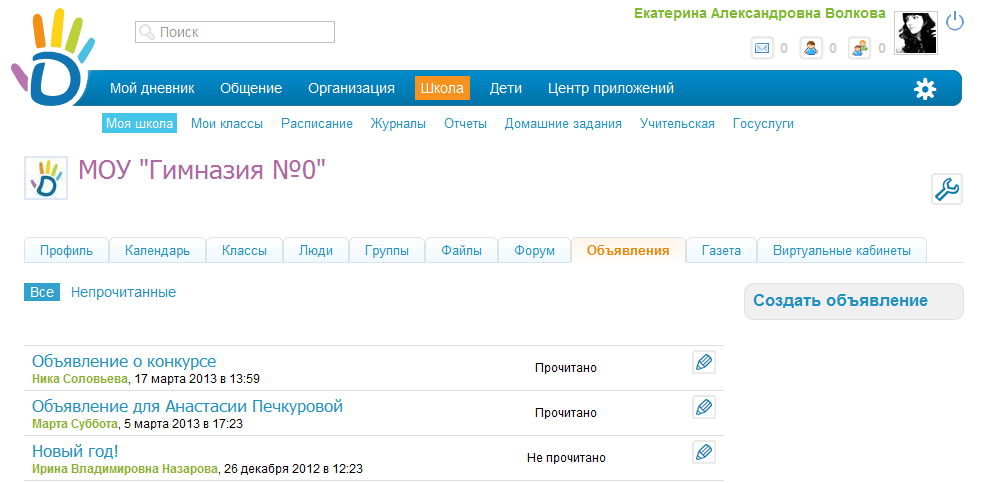 Екатерина Александровна Волкова
Поиск
0 0 0
Мой дневник Общение Организация Школа Дети Центр приложений
Моя школа Мои классы Расписание Журналы Отчеты Домашние задания Учительская Госуслуги
МОУ "Гимназия №0"
Профиль Календарь Классы Люди Группы Файлы Форум Объявления Газета Виртуальные кабинеты
Все Непрочитанные
Создать объявление
Объявление о конкурсе
Ника Соловьева, 17 марта 2013 в 13:59
Прочитано
Объявление для Анастасии Печкуровой
Марта Суббота, 5 марта 2013 в 17:23
Прочитано
Новый год!
Ирина Владимировна Назарова, 26 декабря 2012 в 12:23
Не прочитано